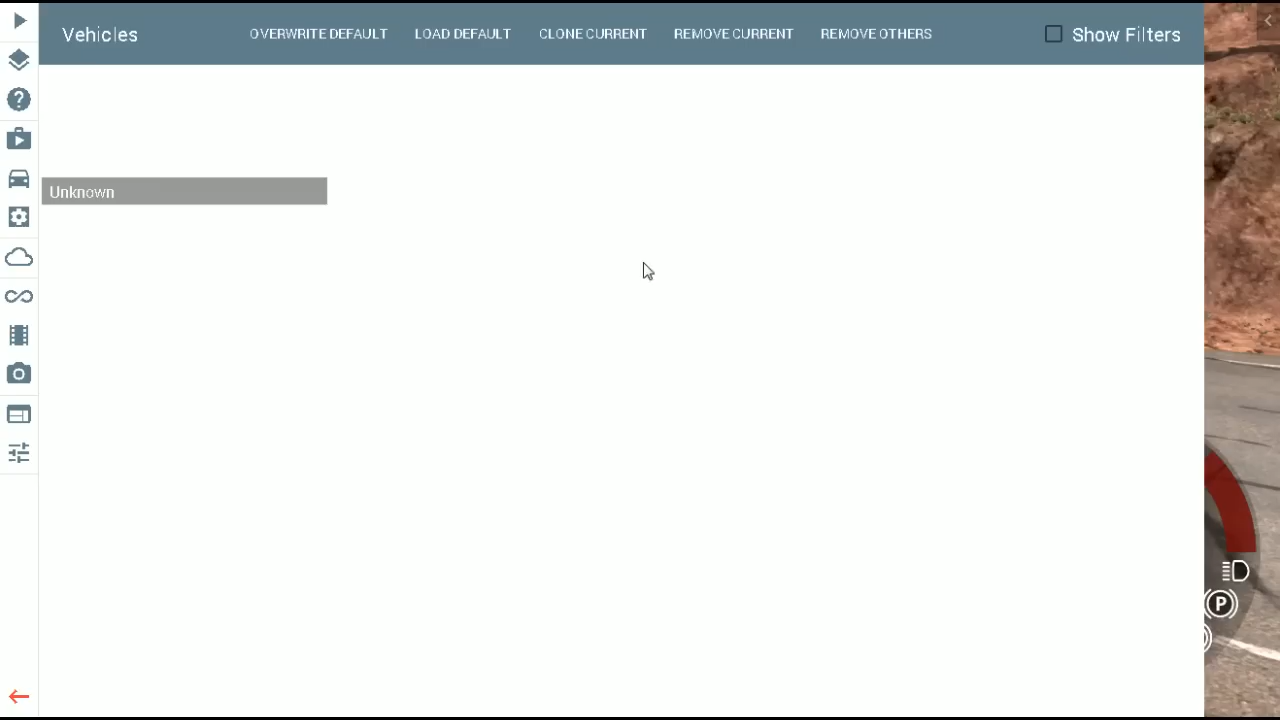 Vehicles
OVERWRITE DEFAULT
LOAD DEFAULT
CLONE CURRENT
REMOVE CURRENT
REMOVE OTHERS
Show Filters
Unknown
P